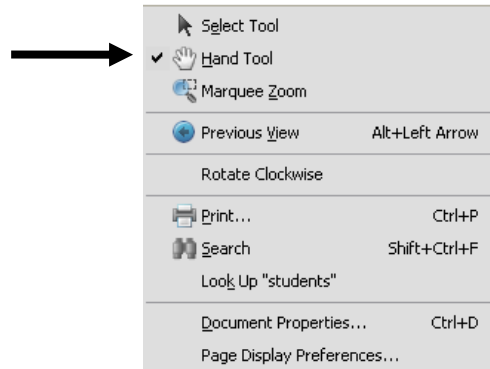 Select Tool
Hand Tool
Marquee Zoom
Previous View Alt+Left Arrow
Rotate Clockwise
Print... Ctrl+P
Search Shift+Ctrl+F
Look Up "students"
Document Properties... Ctrl+D
Page Display Preferences...